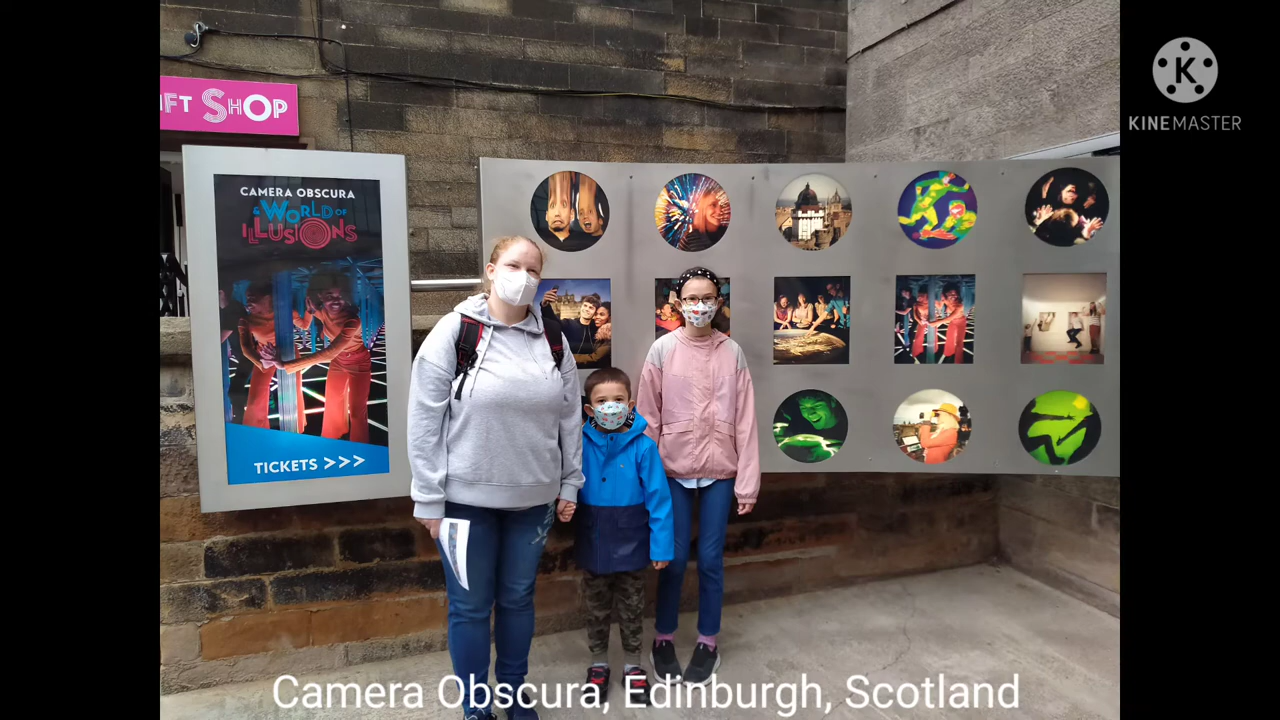 IFT SHOP
CAMERA OBSCURA
& WORLD OF
ILLUSIONS
TICKETS >>>
K
KINEMASTER
Camera Obscura, Edinburgh, Scotland